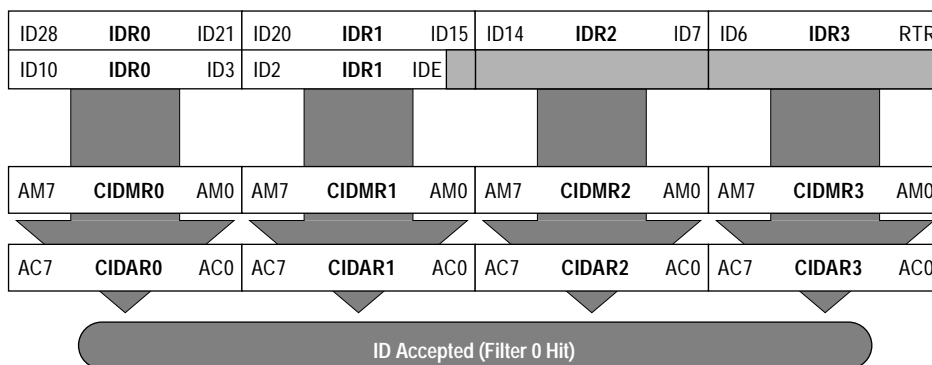 ID28 IDR0 ID21 ID20 IDR1 ID15 ID14 IDR2 ID7 ID6 IDR3 RTR
ID10 IDR0 ID3 ID2 IDR1 IDE
AM7 CIDMR0 AM0 AM7 CIDMR1 AM0 AM7 CIDMR2 AM0 AM7 CIDMR3 AM0
AC7 CIDAR0 AC0 AC7 CIDAR1 AC0 AC7 CIDAR2 AC0 AC7 CIDAR3 AC0
ID Accepted (Filter 0 Hit)